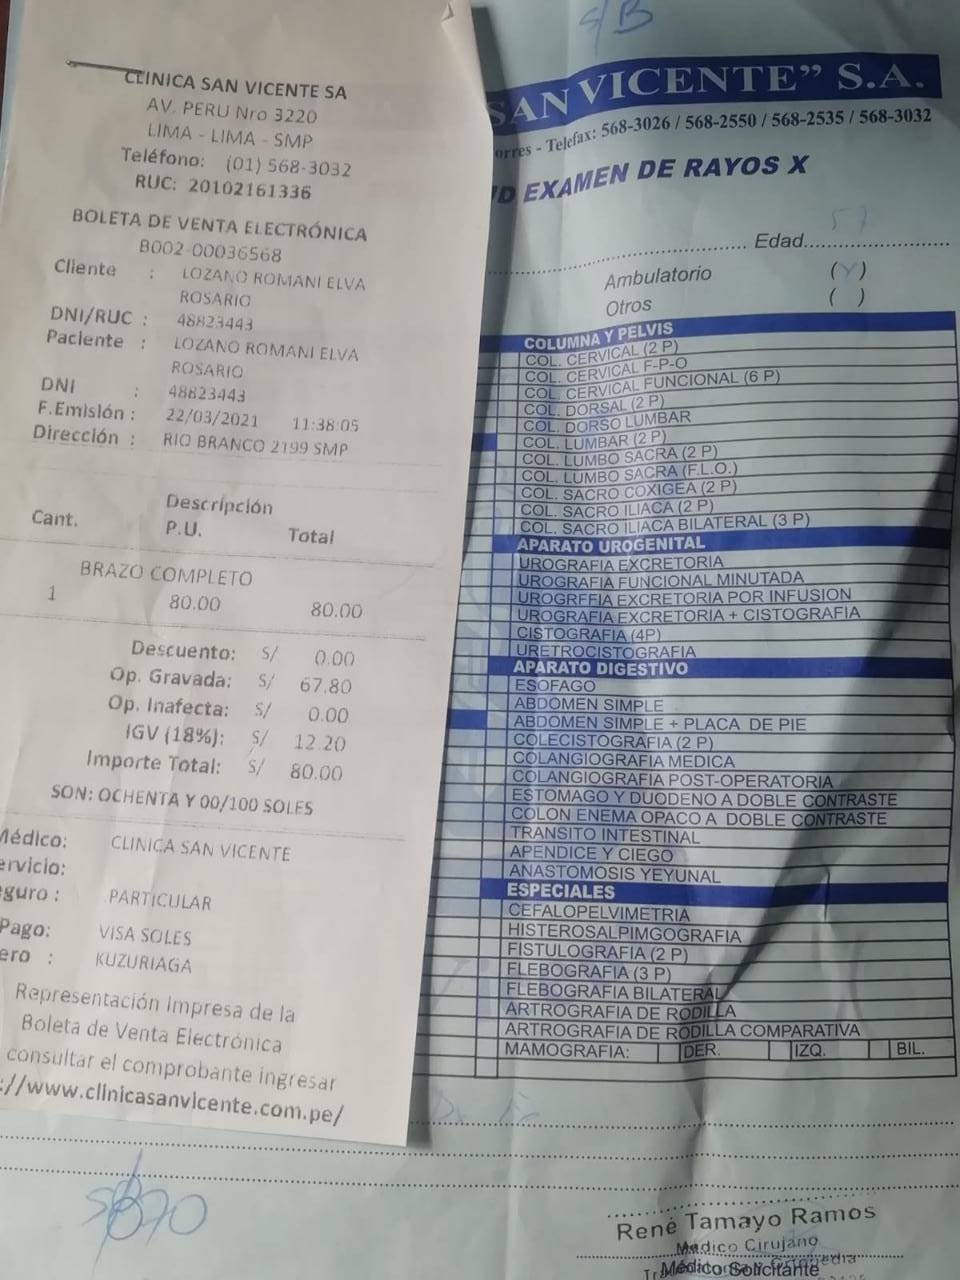 S/B
CLINICA SAN VICENTE SA
AV. PERU Nro 3220
LIMA - LIMA - SMP
Teléfono: (01) 568-3032
RUC: 20102161336
BOLETA DE VENTA ELECTRÓNICA
B002-00036568
Cliente : LOZANO ROMANI ELVA
ROSARIO
DNI/RUC : 48823443
Paciente : LOZANO ROMANI ELVA
ROSARIO
DNI : 48823443
F.Emisión : 22/03/2021 11:38:05
Dirección : RIO BRANCO 2199 SMP
Descripción
Cant. P.U. Total
BRAZO COMPLETO
1 80.00 80.00
Descuento: S/ 0.00
Op. Gravada: S/ 67.80
Op. Inafecta: S/ 0.00
IGV (18%): S/ 12.20
Importe Total: S/ 80.00
SON: OCHENTA Y 00/100 SOLES
Médico: CLINICA SAN VICENTE
ervicio:
eguro : PARTICULAR
Pago: VISA SOLES
ero : KUZURIAGA
Representación Impresa de la
Boleta de Venta Electrónica
consultar el comprobante ingresar
://www.clinicasanvicente.com.pe/
SAN VICENTE" S.A.
orres - Telefax: 568-3026 / 568-2550 / 568-2535 / 568-3032
UD EXAMEN DE RAYOS X
Edad 57
Ambulatorio ( )
Otros ( )
COLUMNA Y PELVIS
COL. CERVICAL (2 P)
COL. CERVICAL F-P-O
COL. CERVICAL FUNCIONAL (6 P)
COL. DORSAL (2 P)
COL. DORSO LUMBAR
COL. LUMBAR (2 P)
COL. LUMBO SACRA (2 P)
COL. LUMBO SACRA (F.L.O.)
COL. SACRO COXIGEA (2 P)
COL. SACRO ILIACA (2 P)
COL. SACRO ILIACA BILATERAL (3 P)
APARATO UROGENITAL
UROGRAFIA EXCRETORIA
UROGRAFIA FUNCIONAL MINUTADA
UROGRFFIA EXCRETORIA POR INFUSION
UROGRAFIA EXCRETORIA + CISTOGRAFIA
CISTOGRAFIA (4P)
URETROCISTOGRAFIA
APARATO DIGESTIVO
ESOFAGO
ABDOMEN SIMPLE
ABDOMEN SIMPLE + PLACA DE PIE
COLECISTOGRAFIA (2 P)
COLANGIOGRAFIA MEDICA
COLANGIOGRAFIA POST-OPERATORIA
ESTOMAGO Y DUODENO A DOBLE CONTRASTE
COLON ENEMA OPACO A DOBLE CONTRASTE
TRANSITO INTESTINAL
APENDICE Y CIEGO
ANASTOMOSIS YEYUNAL
ESPECIALES
CEFALOPELVIMETRIA
HISTEROSALPIMGOGRAFIA
FISTULOGRAFIA (2 P)
FLEBOGRAFIA (3 P)
FLEBOGRAFIA BILATERAL
ARTROGRAFIA DE RODILLA
ARTROGRAFIA DE RODILLA COMPARATIVA
MAMOGRAFIA: DER. IZQ. BIL.
René Tamayo Ramos
Médico Cirujano
Médico Solicitante